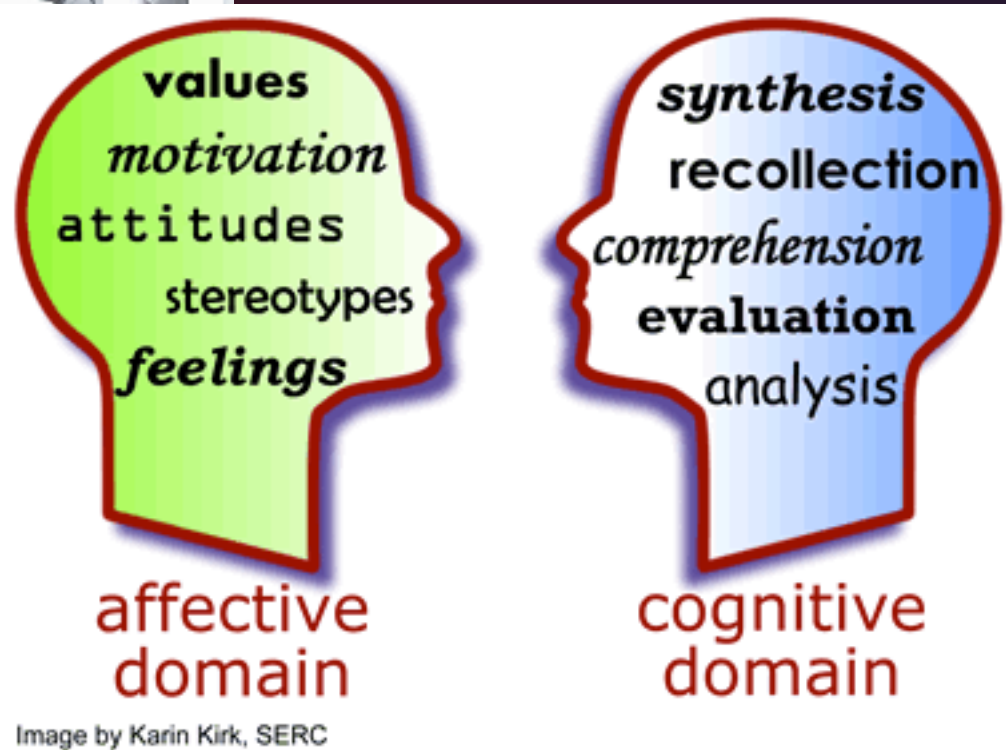 values
motivation
attitudes
stereotypes
feelings
affective
domain
synthesis
recollection
comprehension
evaluation
analysis
cognitive
domain
Image by Karin Kirk, SERC